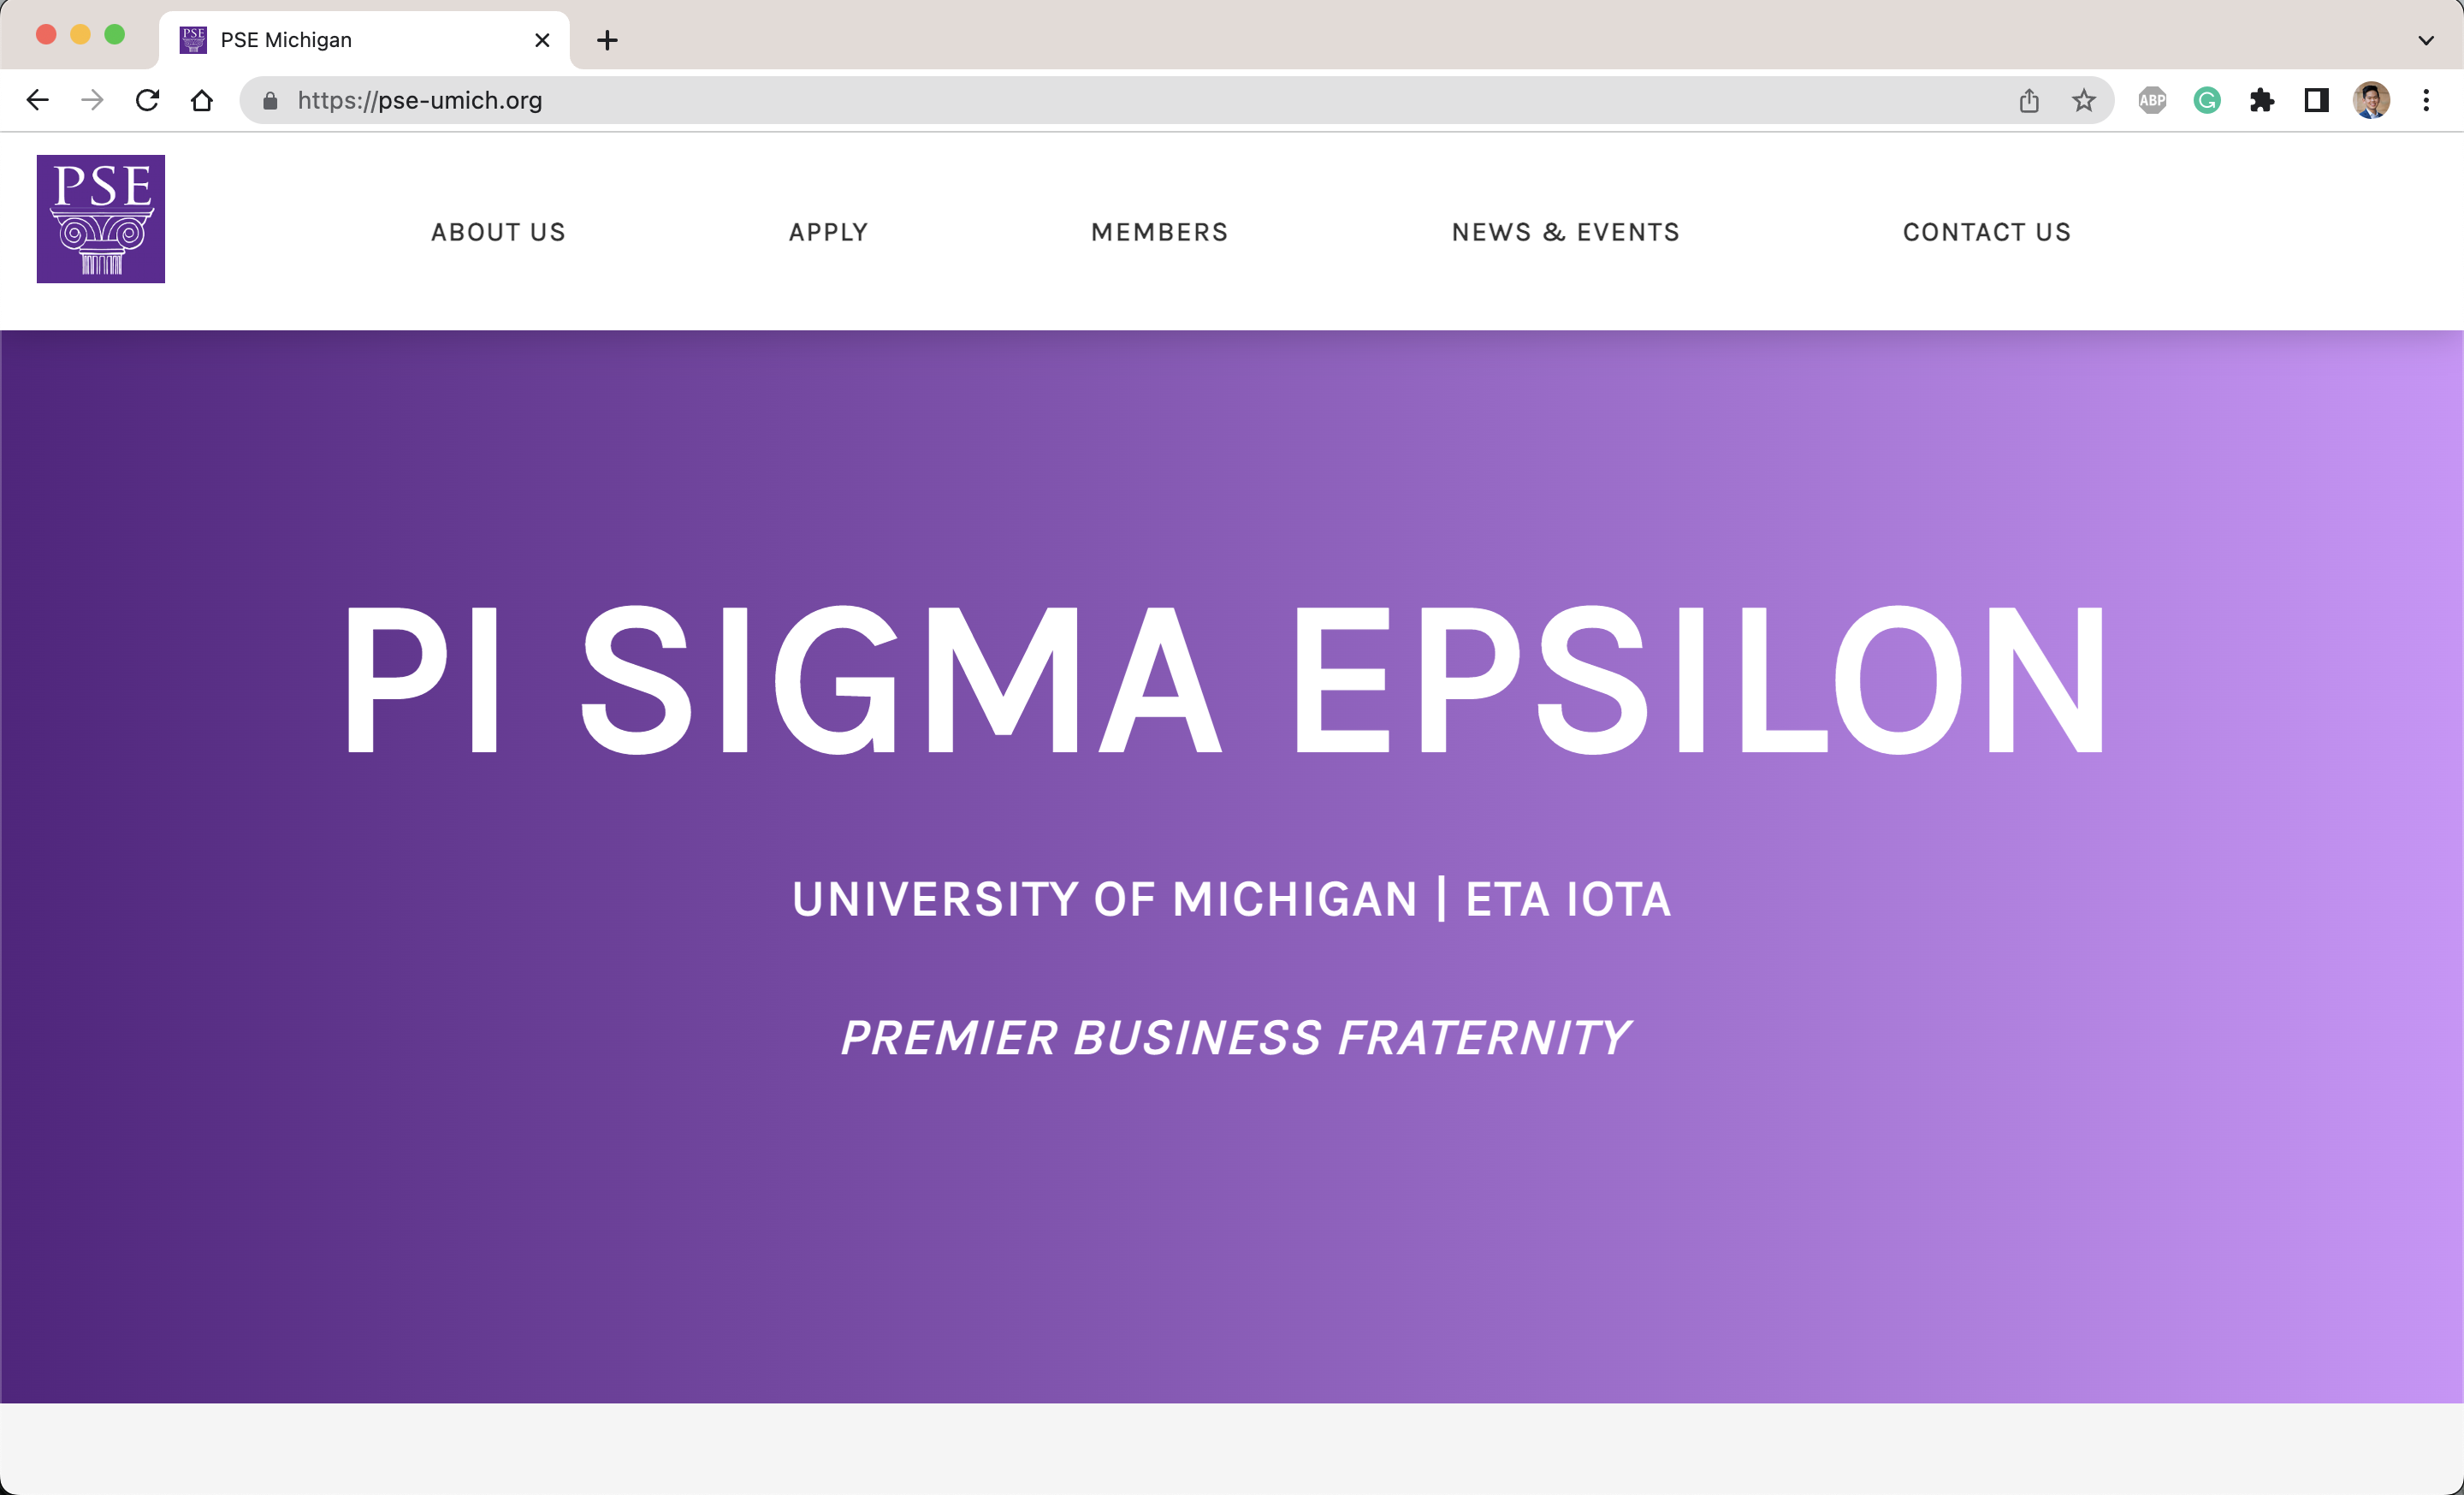 PSE Michigan
https://pse-umich.org
ABP
PSE
ABOUT US
APPLY
MEMBERS
NEWS & EVENTS
CONTACT US
PI SIGMA EPSILON
UNIVERSITY OF MICHIGAN | ETA IOTA
PREMIER BUSINESS FRATERNITY